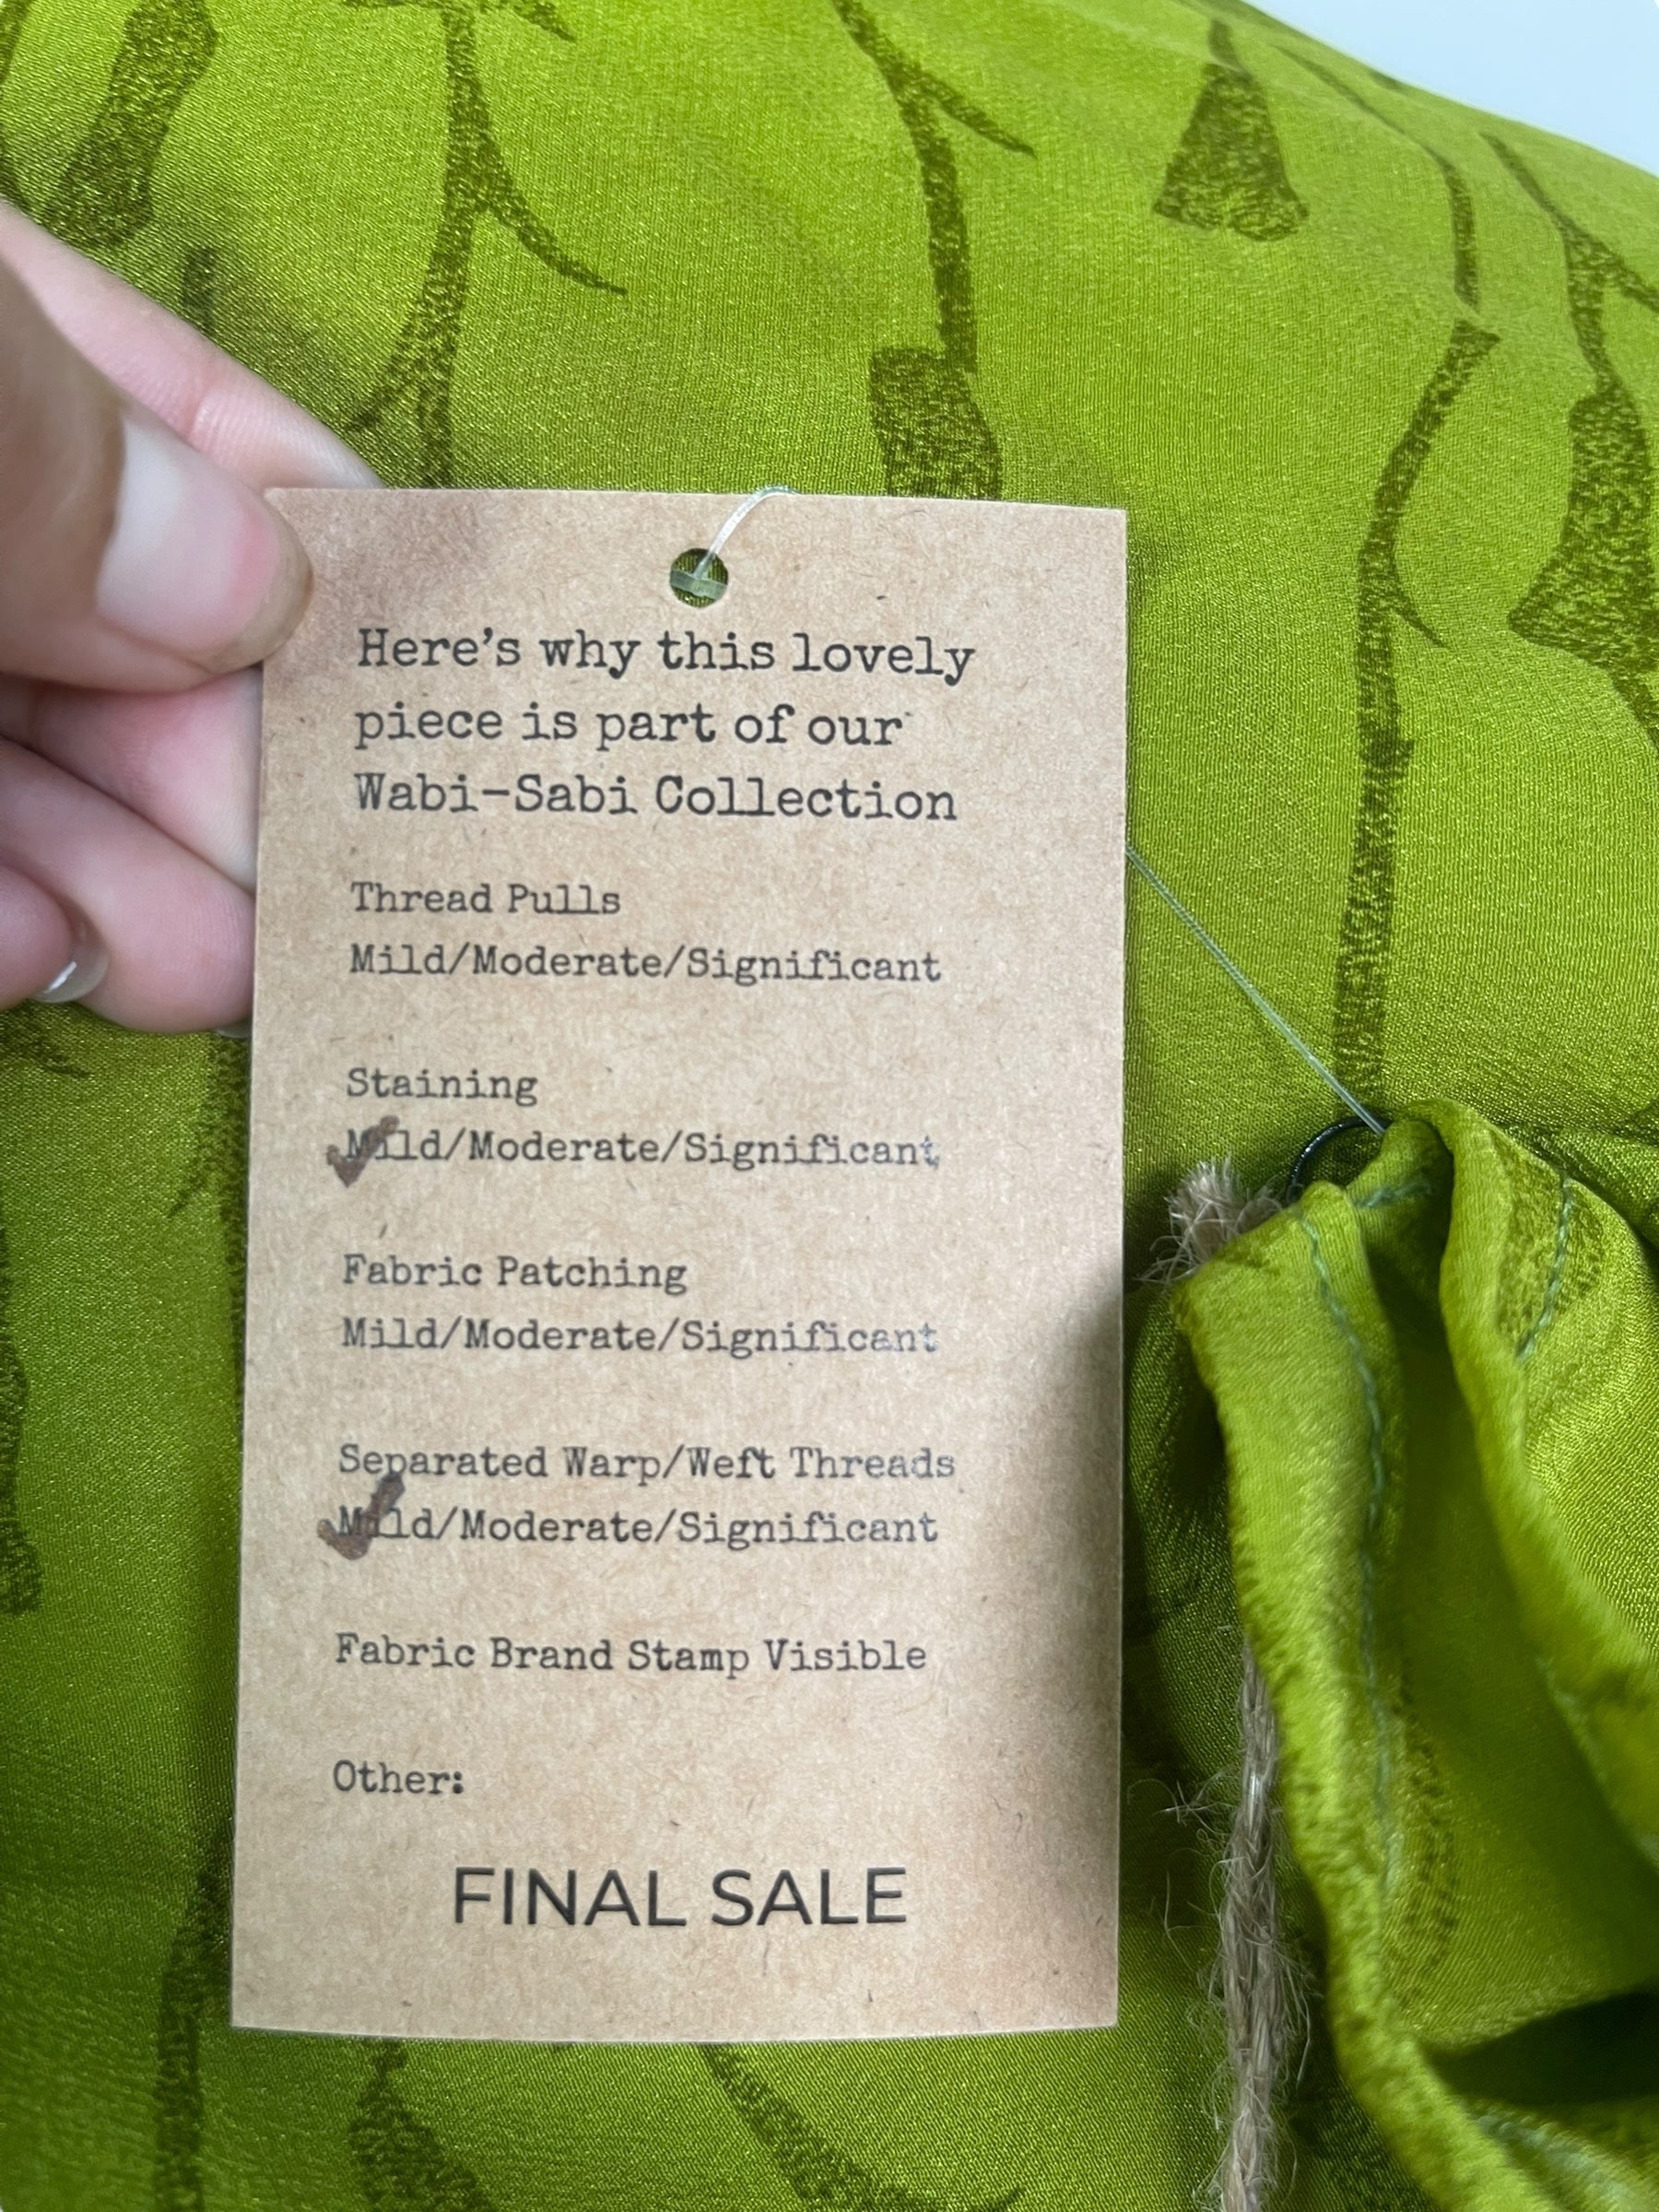 Here's why this lovely
piece is part of our
Wabi-Sabi Collection
Thread Pulls
Mild/Moderate/Significant
Staining
Mild/Moderate/Significant
Fabric Patching
Mild/Moderate/Significant
Separated Warp/Weft Threads
Mild/Moderate/Significant
Fabric Brand Stamp Visible
Other:
FINAL SALE